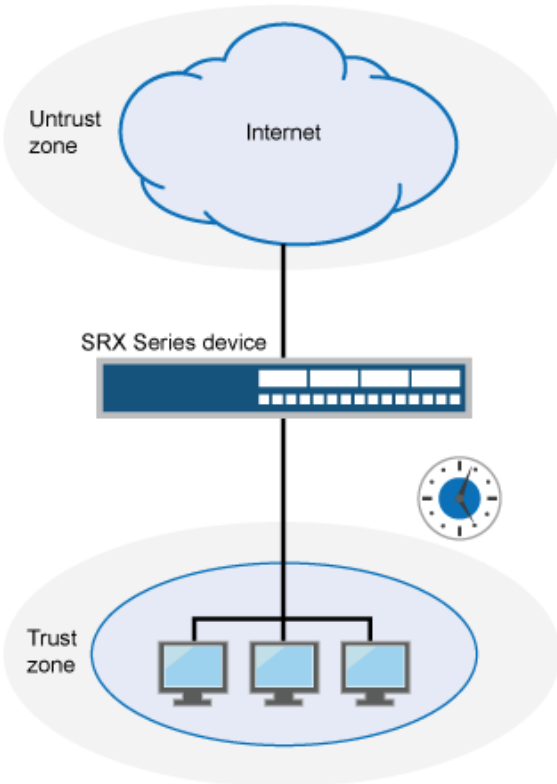 Untrust
zone
Internet
SRX Series device
Trust
zone